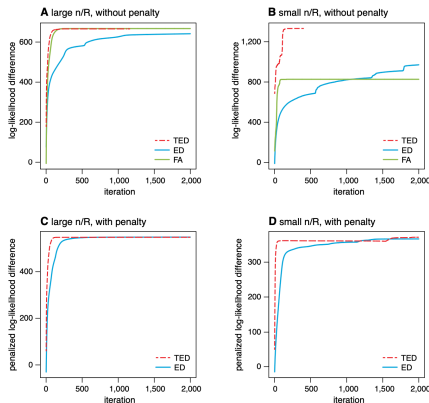 A large n/R, without penalty
log-likelihood differennce
600
400
200
0
TED
ED
FA
0 500 1,000 1,500 2,000
iteration
B small n/R, without penalty
log-likelihood difference
1,200
800
400
0
TED
ED
FA
0 500 1,000 1,500 2,000
iteration
C large n/R, with penalty
penalized log-likelihood difference
400
200
0
TED
ED
0 500 1,000 1,500 2,000
iteration
D small n/R, with penalty
penalized log-likelihood difference
300
200
100
0
TED
ED
0 500 1,000 1,500 2,000
iteration